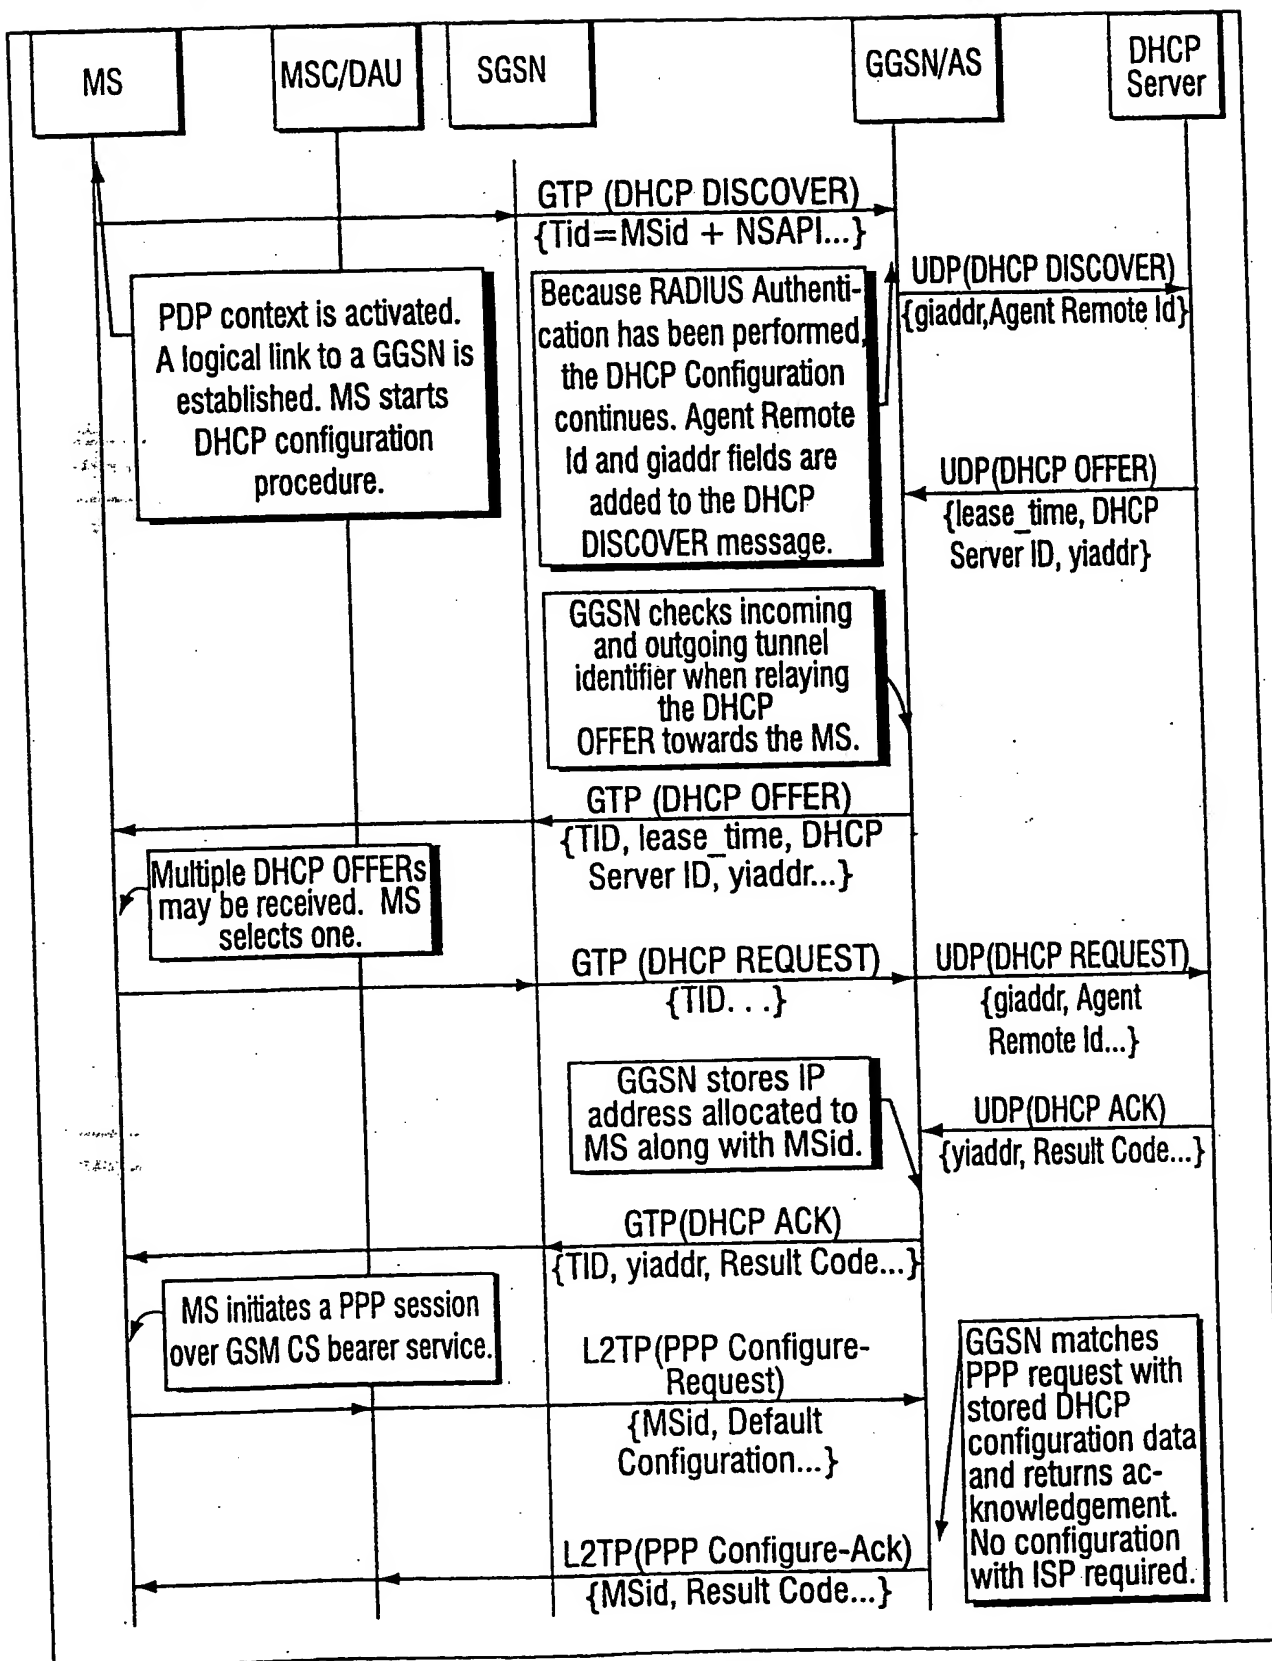 MS
MSC/DAU
SGSN
GGSN/AS
DHCP
Server
GTP (DHCP DISCOVER)
{Tid=MSid + NSAPI...}
PDP context is activated.
A logical link to a GGSN is
established. MS starts
DHCP configuration
procedure.
Because RADIUS Authenti-
cation has been performed,
the DHCP Configuration
continues. Agent Remote
Id and giaddr fields are
added to the DHCP
DISCOVER message.
UDP(DHCP DISCOVER)
{giaddr,Agent Remote Id}
UDP(DHCP OFFER)
{lease_time, DHCP
Server ID, yiaddr}
GGSN checks incoming
and outgoing tunnel
identifier when relaying
the DHCP
OFFER towards the MS.
GTP (DHCP OFFER)
{TID, lease_time, DHCP
Server ID, yiaddr...}
Multiple DHCP OFFERs
may be received. MS
selects one.
GTP (DHCP REQUEST)
{TID. . .}
UDP(DHCP REQUEST)
{giaddr, Agent
Remote Id...}
GGSN stores IP
address allocated to
MS along with MSid.
UDP(DHCP ACK)
{yiaddr, Result Code...}
GTP(DHCP ACK)
{TID, yiaddr, Result Code...}
MS initiates a PPP session
over GSM CS bearer service.
L2TP(PPP Configure-
Request)
{MSid, Default
Configuration...}
GGSN matches
PPP request with
stored DHCP
configuration data
and returns ac-
knowledgement.
No configuration
with ISP required.
L2TP(PPP Configure-Ack)
{MSid, Result Code...}